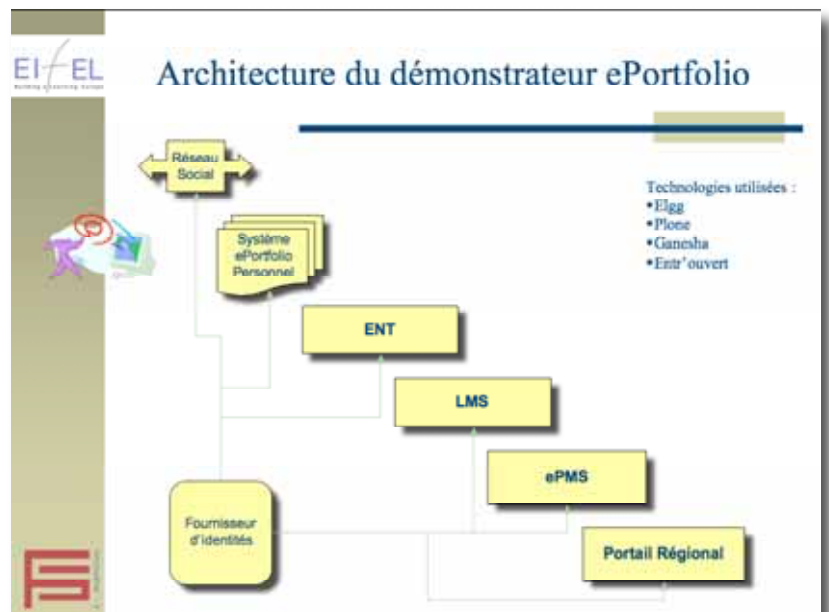 EIfEL
Architecture du démonstrateur ePortfolio
Réseau
Social
Technologies utilisées :
▪Elgg
▪Plone
▪Ganesha
▪Entr'ouvert
Système
ePortfolio
Personnel
ENT
LMS
ePMS
Fournisseur
d'identités
Portail Régional